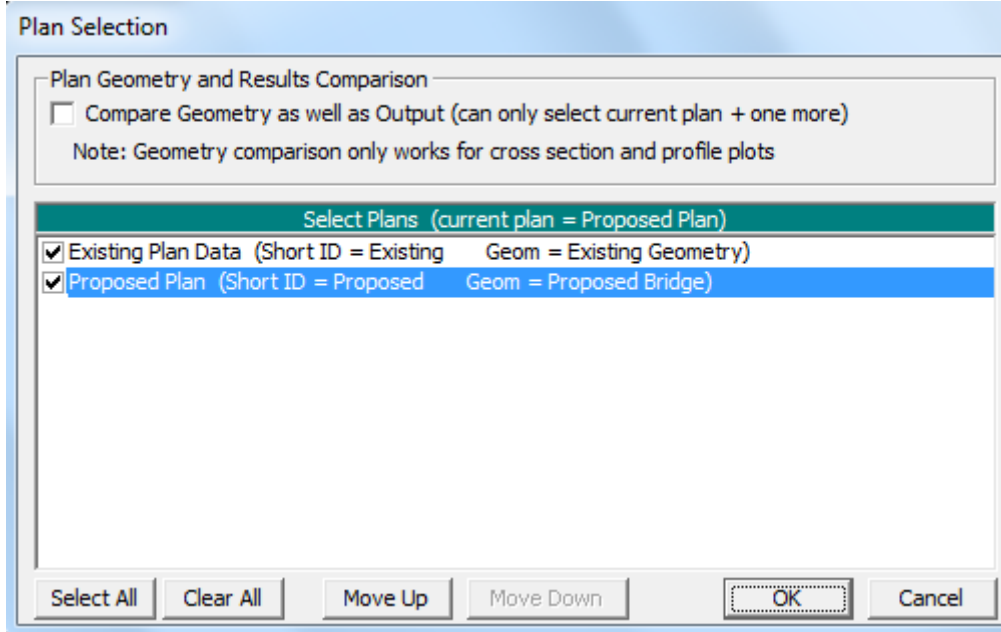 Plan Selection
Plan Geometry and Results Comparison
Compare Geometry as well as Output (can only select current plan + one more)
Note: Geometry comparison only works for cross section and profile plots
Select Plans (current plan = Proposed Plan)
Existing Plan Data (Short ID = Existing Geom = Existing Geometry)
Proposed Plan (Short ID = Proposed Geom = Proposed Bridge)
Select All Clear All Move Up Move Down OK Cancel